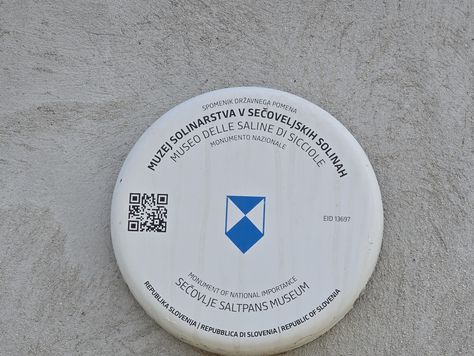 SPOMENIK DRŽAVNEGA POMENA
MUZEJ SOLINARSTVA V SEČOVELJSKIH SOLINAH
MUSEO DELLE SALINE DI SICCIOLE
MONUMENTO NAZIONALE
EID 13697
MONUMENT OF NATIONAL IMPORTANCE
SEČOVLJE SALTPANS MUSEUM
REPUBLIKA SLOVENIJA | REPUBBLICA DI SLOVENIA | REPUBLIC OF SLOVENIA